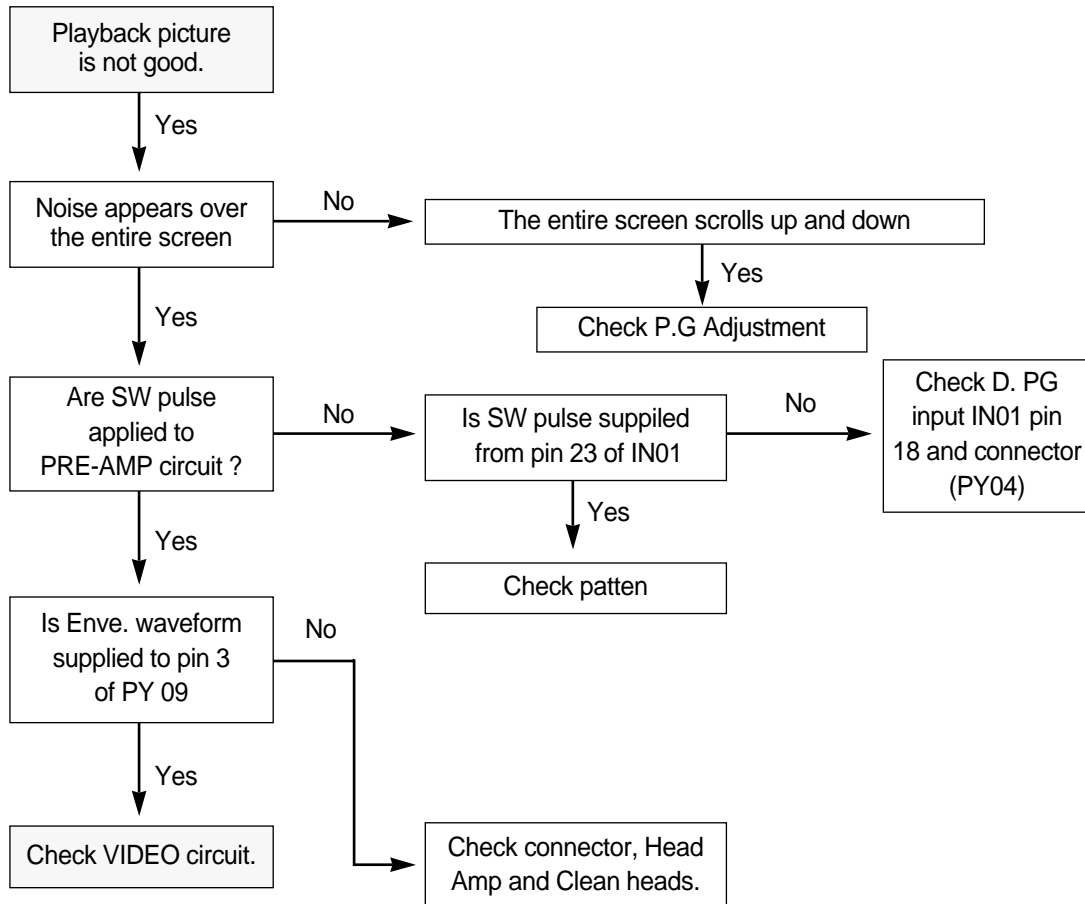 Playback picture
is not good.
Yes
Noise appears over
the entire screen
No
The entire screen scrolls up and down
Yes
Check P.G Adjustment
Yes
Are SW pulse
applied to
PRE-AMP circuit ?
No
Is SW pulse suppiled
from pin 23 of IN01
No
Check D. PG
input IN01 pin
18 and connector
(PY04)
Yes
Check patten
Yes
Is Enve. waveform
supplied to pin 3
of PY 09
No
Check connector, Head
Amp and Clean heads.
Yes
Check VIDEO circuit.